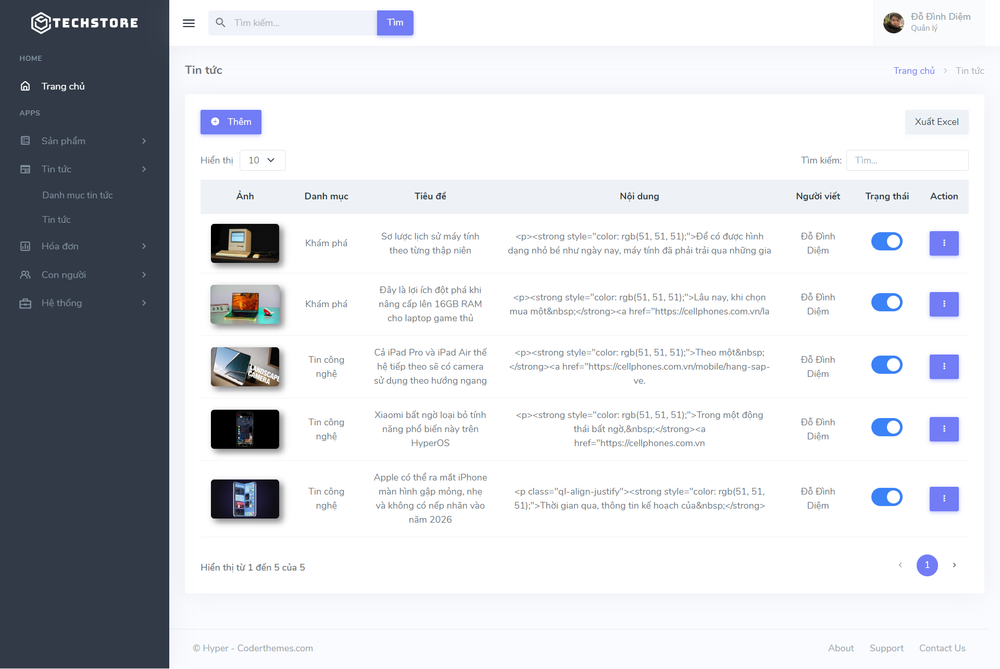 TECHSTORE
HOME
Trang chủ
APPS
Sản phẩm
Tin tức
Danh mục tin tức
Tin tức
Hóa đơn
Con người
Hệ thống
Tìm kiếm...
Tìm
Đỗ Đình Diệm
Quản lý
Tin tức
Trang chủ
Tin tức
Thêm
Xuất Excel
Hiển thị 10
Tìm kiếm: Tìm...
Ảnh Danh mục Tiêu đề Nội dung Người viết Trạng thái Action
Khám phá
Sơ lược lịch sử máy tính
theo từng thập niên
<p><strong style="color: rgb(51, 51, 51);">Để có được hình
dạng nhỏ bé như ngày nay, máy tính đã phải trải qua những gia
Đỗ Đình
Diệm
Khám phá
Đây là lợi ích đột phá khi
nâng cấp lên 16GB RAM
cho laptop game thủ
<p><strong style="color: rgb(51, 51, 51);">Lâu nay, khi chọn
mua một&nbsp;</strong><a href="https://cellphones.com.vn/la
Đỗ Đình
Diệm
LANDSCAPE
CAMERA
Tin công
nghệ
Cả iPad Pro và iPad Air thế
hệ tiếp theo sẽ có camera
sử dụng theo hướng ngang
<p><strong style="color: rgb(51, 51, 51);">Theo một&nbsp;
</strong><a href="https://cellphones.com.vn/mobile/hang-sap-
ve.
Đỗ Đình
Diệm
Tin công
nghệ
Xiaomi bất ngờ loại bỏ tính
năng phổ biến này trên
HyperOS
<p><strong style="color: rgb(51, 51, 51);">Trong một động
thái bất ngờ,&nbsp;</strong><a
href="https://cellphones.com.vn
Đỗ Đình
Diệm
Tin công
nghệ
Apple có thể ra mắt iPhone
màn hình gập mỏng, nhẹ
và không có nếp nhăn vào
năm 2026
<p class="ql-align-justify"><strong style="color: rgb(51, 51,
51);">Thời gian qua, thông tin kế hoạch của&nbsp;</strong>
Đỗ Đình
Diệm
Hiển thị từ 1 đến 5 của 5
1
© Hyper - Coderthemes.com
About
Support
Contact Us